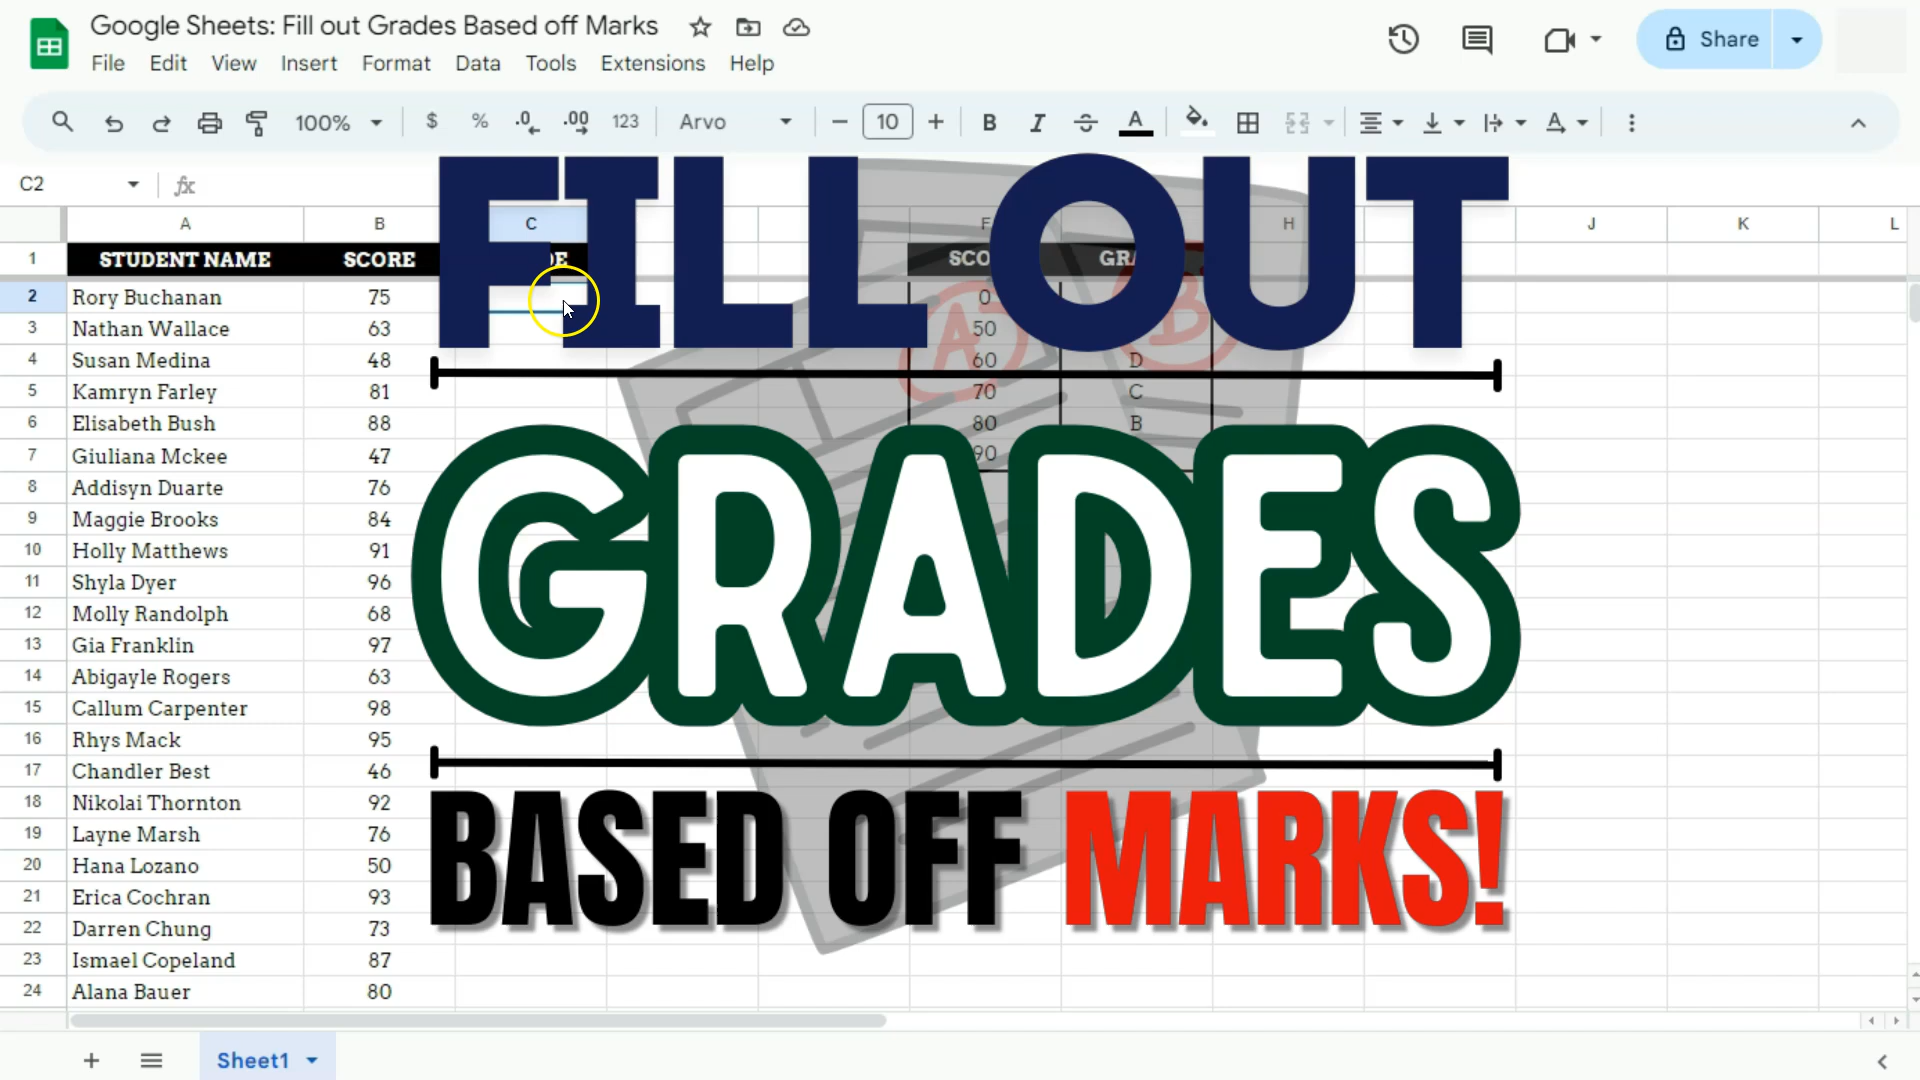 Google Sheets: Fill out Grades Based off Marks
Share
File Edit View Insert Format Data Tools Extensions Help
100% $ % .0 .00 123 Arvo 10 B I A
C2 fx
A B C F H J K L
1 STUDENT NAME SCORE
2 Rory Buchanan 75 0
3 Nathan Wallace 63 50
4 Susan Medina 48 60 D
5 Kamryn Farley 81 70 C
6 Elisabeth Bush 88 80 B
7 Giuliana Mckee 47 90
8 Addisyn Duarte 76
9 Maggie Brooks 84
10 Holly Matthews 91
11 Shyla Dyer 96
12 Molly Randolph 68
13 Gia Franklin 97
14 Abigayle Rogers 63
15 Callum Carpenter 98
16 Rhys Mack 95
17 Chandler Best 46
18 Nikolai Thornton 92
19 Layne Marsh 76
20 Hana Lozano 50
21 Erica Cochran 93
22 Darren Chung 73
23 Ismael Copeland 87
24 Alana Bauer 80
FILL OUT
GRADES
BASED OFF MARKS!
A B
Sheet1